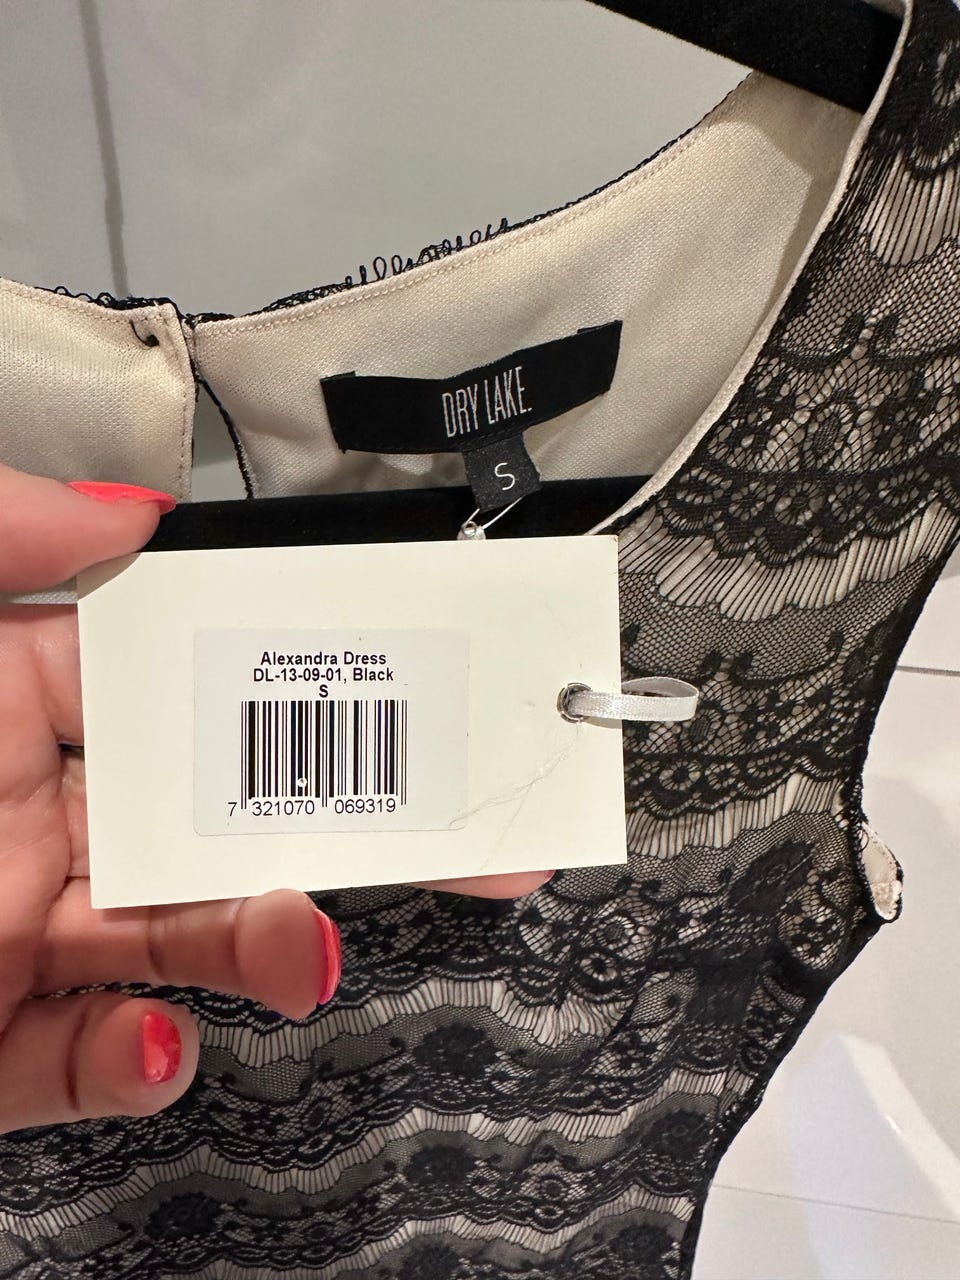 DRY LAKE.
S
Alexandra Dress
DL-13-09-01, Black
S
7 321070 069319